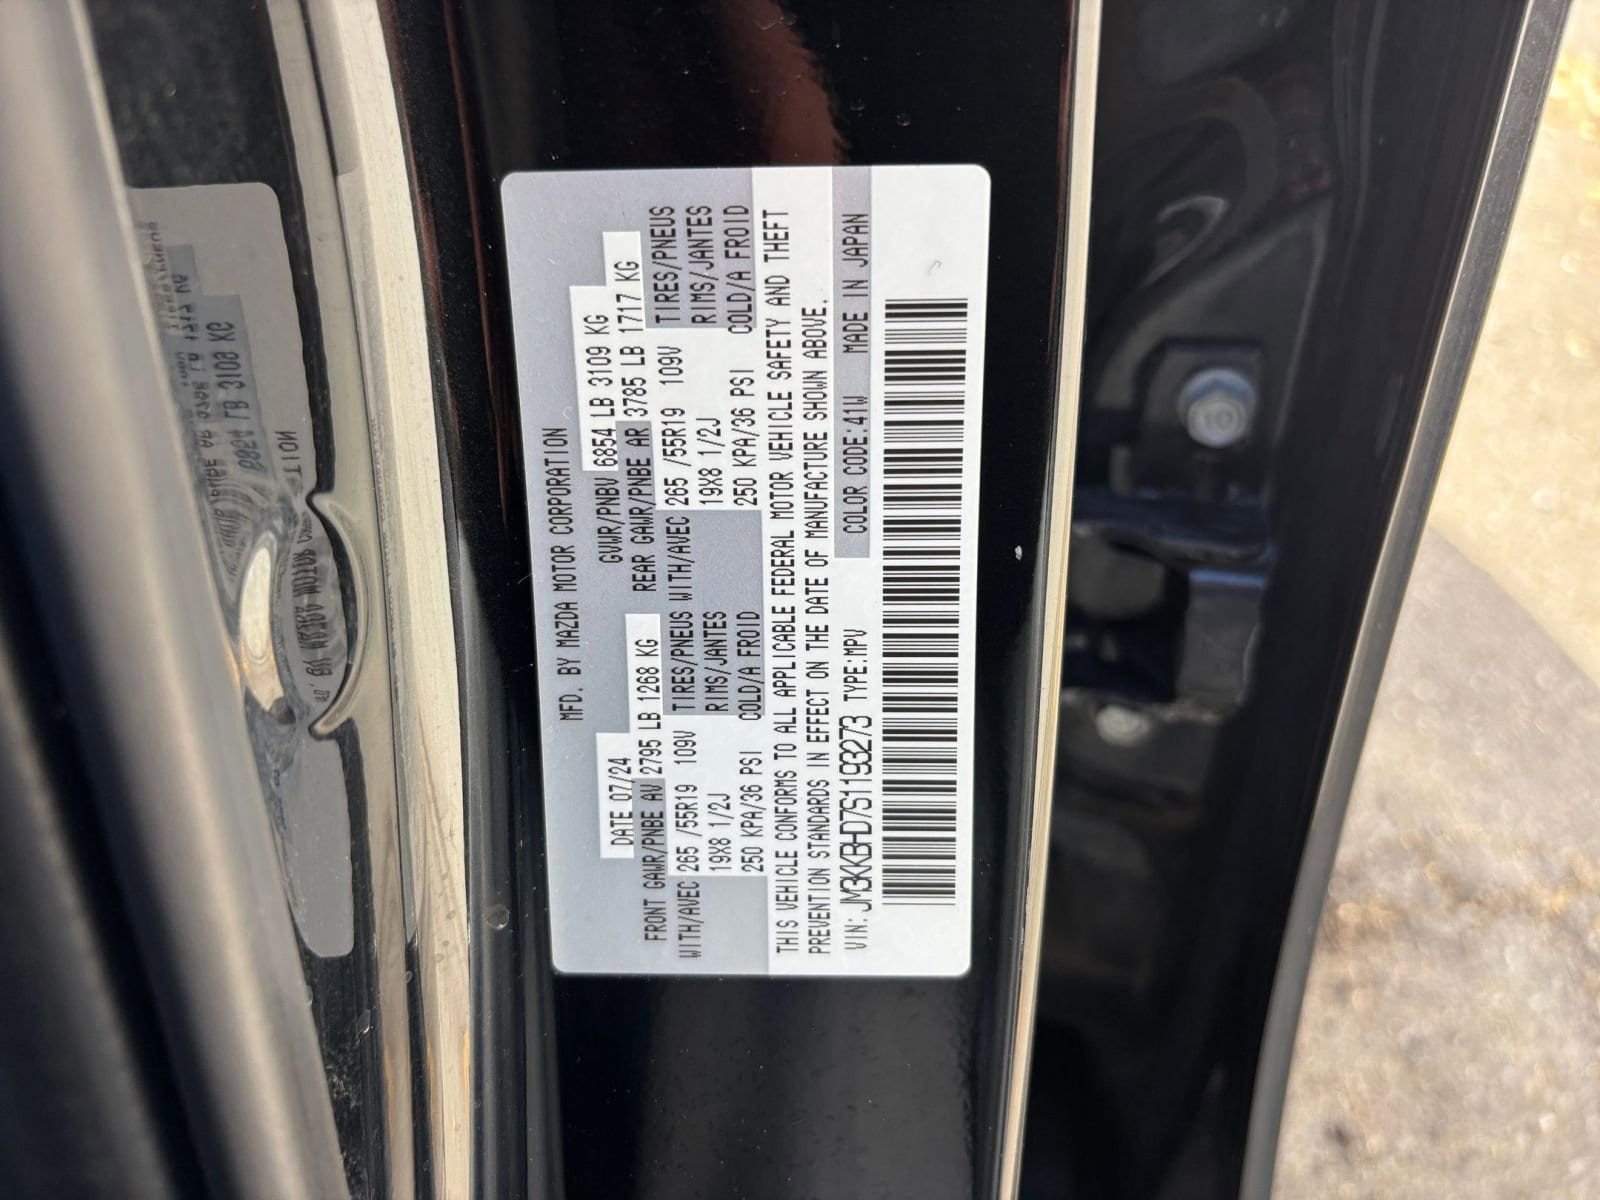 MFD. BY MAZDA MOTOR CORPORATION
DATE 07/24 GVWR/PNBV 6854 LB 3109 KG
FRONT GAWR/PNBE AV 2795 LB 1268 KG REAR GAWR/PNBE AR 3785 LB 1717 KG
WITH/AVEC 265 /55R19 109V TIRES/PNEUS WITH/AVEC 265 /55R19 109V TIRES/PNEUS
19X8 1/2J RIMS/JANTES 19X8 1/2J RIMS/JANTES
250 KPA/36 PSI COLD/A FROID 250 KPA/36 PSI COLD/A FROID
THIS VEHICLE CONFORMS TO ALL APPLICABLE FEDERAL MOTOR VEHICLE SAFETY AND THEFT
PREVENTION STANDARDS IN EFFECT ON THE DATE OF MANUFACTURE SHOWN ABOVE.
VIN: JM3KKBHD7S1193273 TYPE:MPV COLOR CODE:41W MADE IN JAPAN